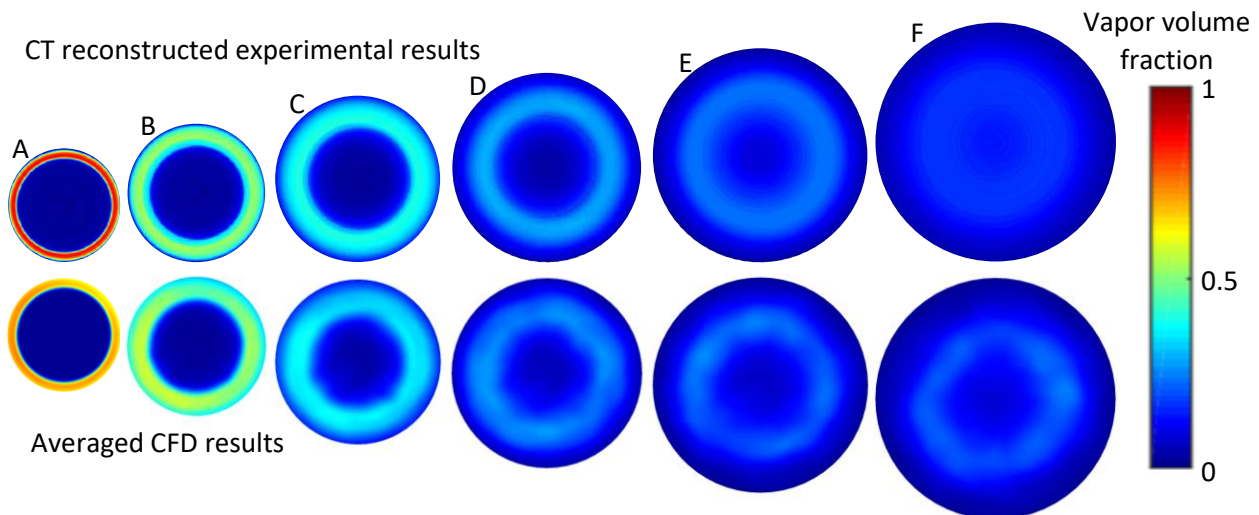 CT reconstructed experimental results
A
B
C
D
E
F
Vapor volume
fraction
1
0.5
0
Averaged CFD results